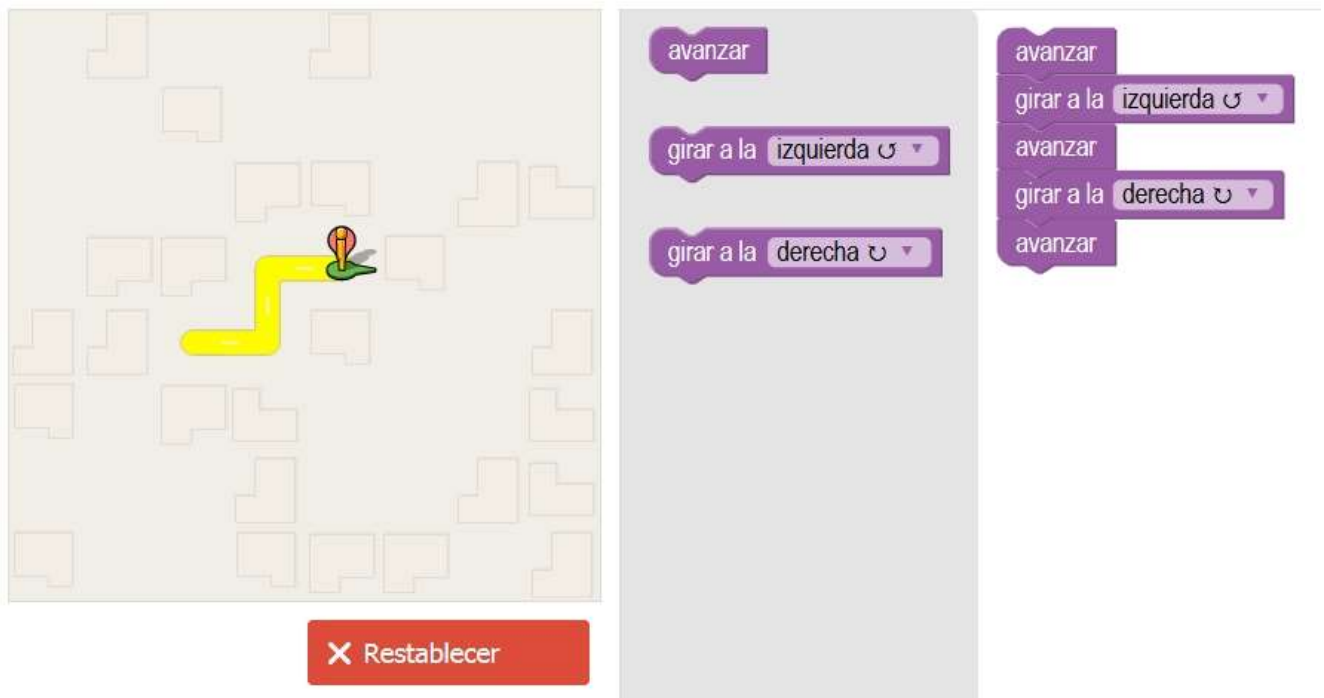 avanzar
girar a la izquierda ↺
girar a la derecha ↻
avanzar
girar a la izquierda ↺
avanzar
girar a la derecha ↻
avanzar
Restablecer